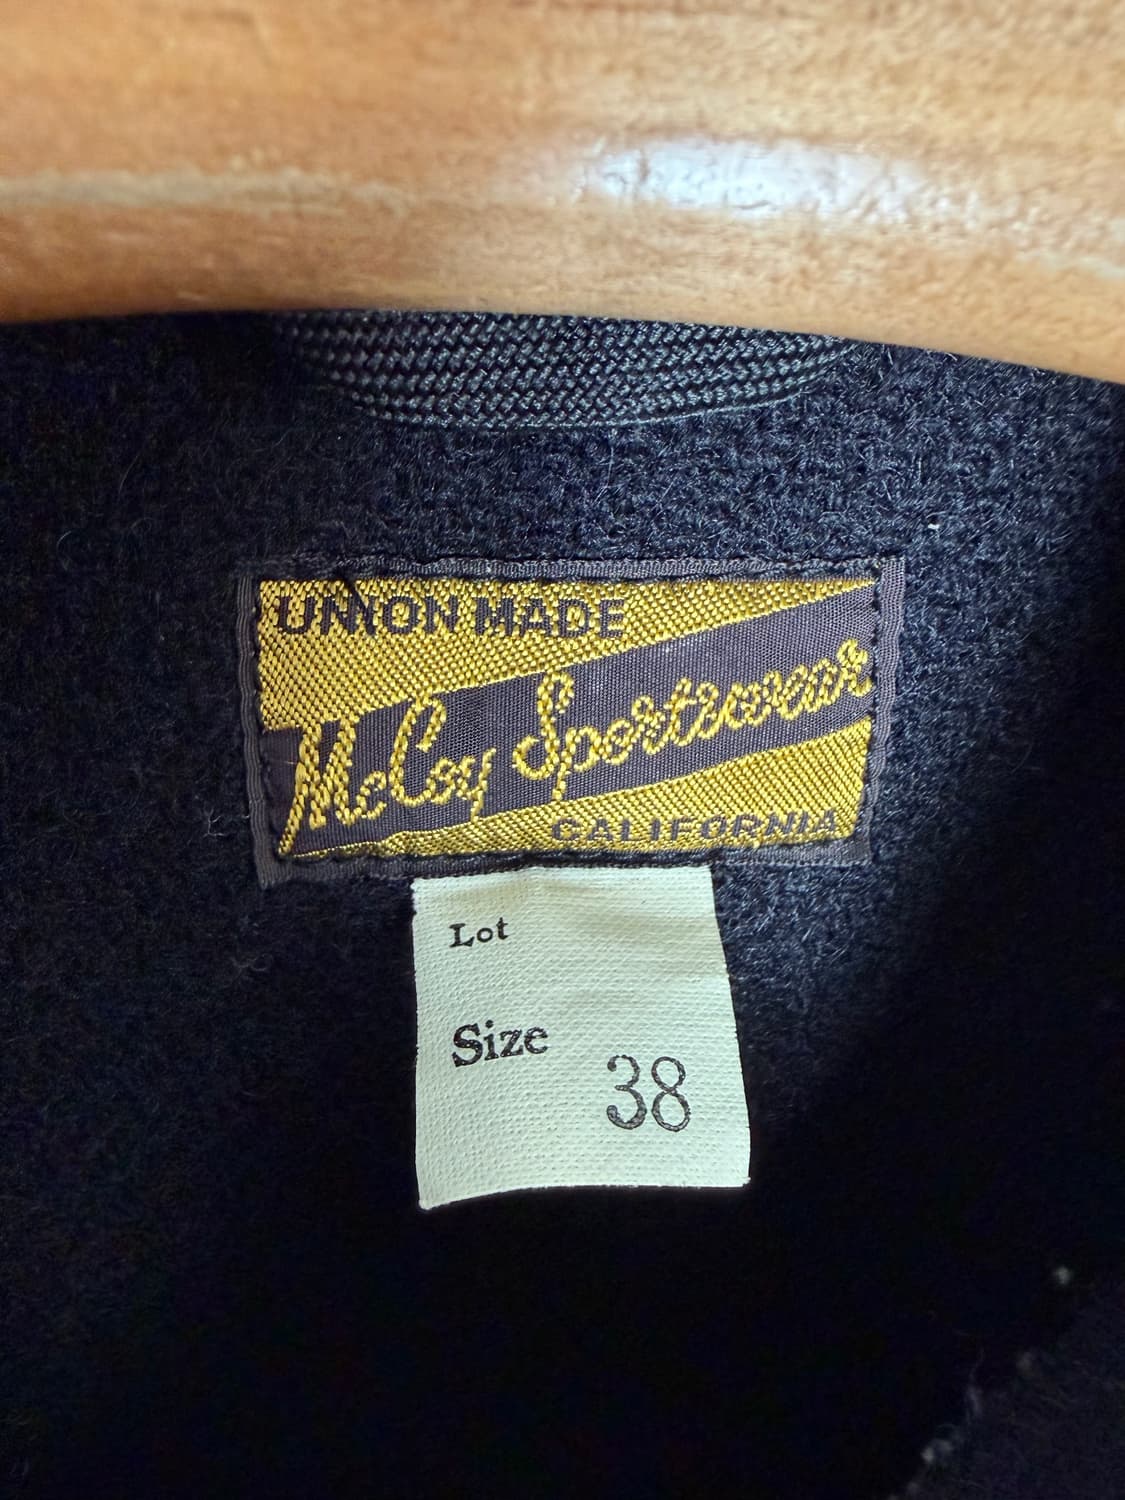 UNION MADE
McCoy Sportswear
CALIFORNIA
Lot
Size
38